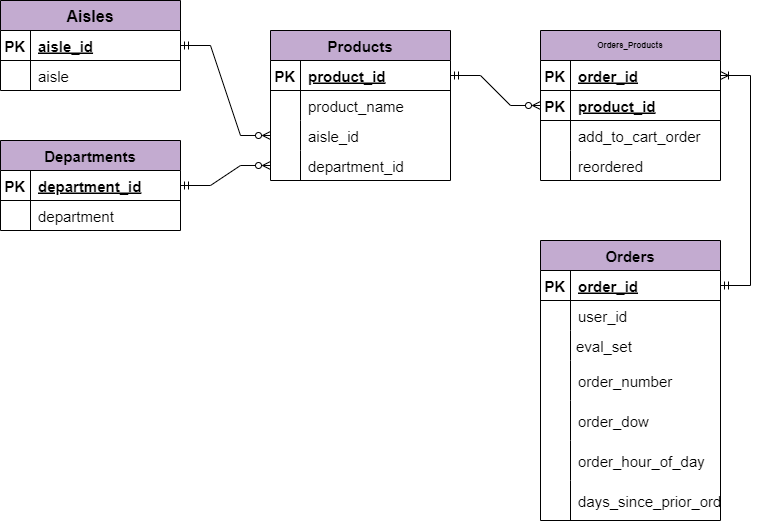 Aisles
PK aisle_id
aisle
Departments
PK department_id
department
Products
PK product_id
product_name
aisle_id
department_id
Orders_Products
PK order_id
PK product_id
add_to_cart_order
reordered
Orders
PK order_id
user_id
eval_set
order_number
order_dow
order_hour_of_day
days_since_prior_ord